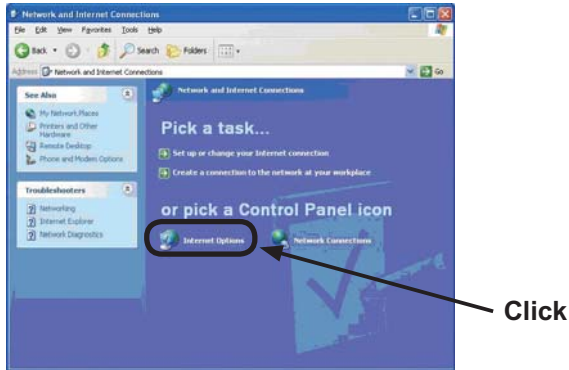 Network and Internet Connections
File Edit View Favorites Tools Help
Back Search Folders
Address Network and Internet Connections Go
See Also
My Network Places
Printers and Other
Hardware
Remote Desktop
Phone and Modem Options
Troubleshooters
Networking
Internet Explorer
Network Diagnostics
Network and Internet Connections
Pick a task...
Set up or change your Internet connection
Create a connection to the network at your workplace
or pick a Control Panel icon
Internet Options
Network Connections
Click